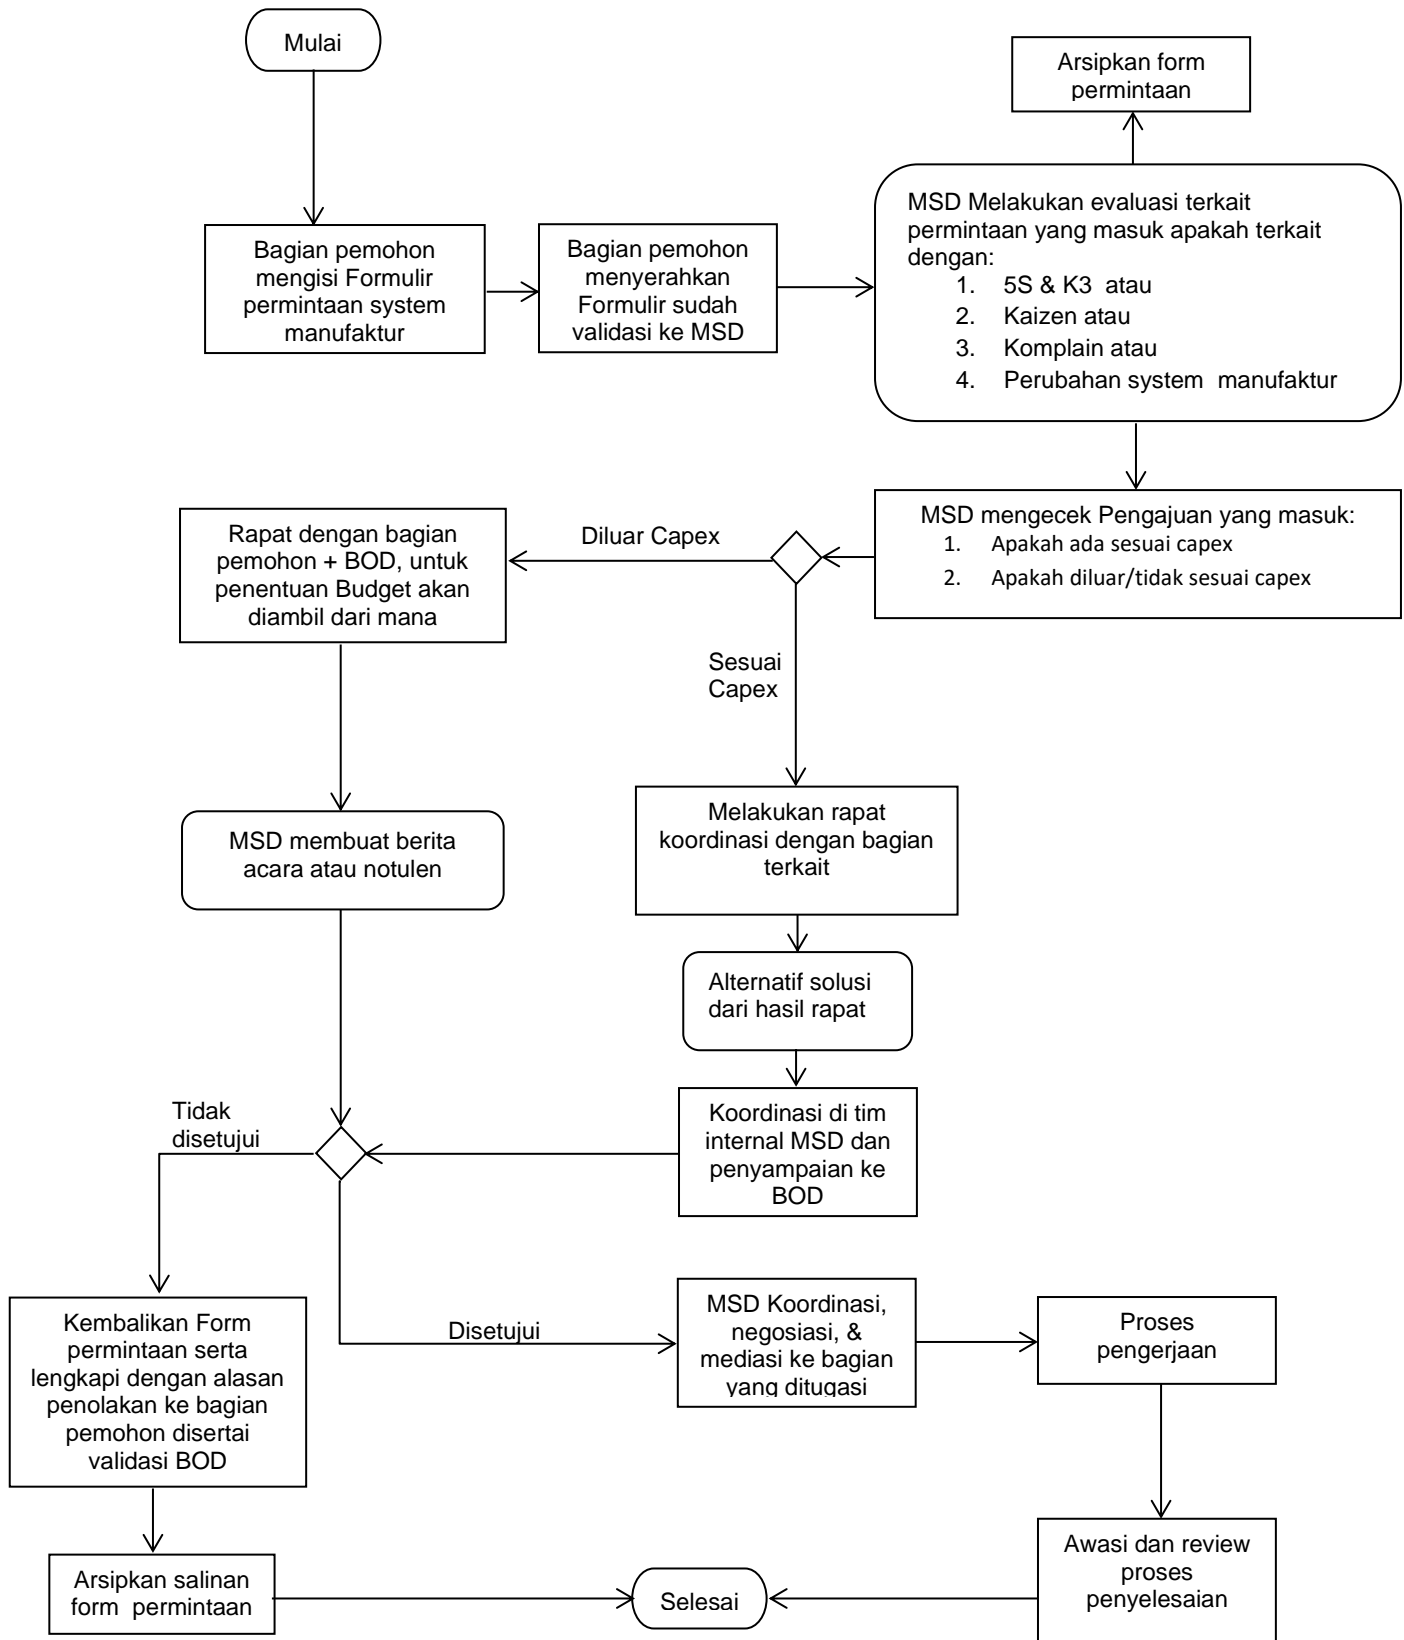 Mulai
Arsipkan form
permintaan
Bagian pemohon
mengisi Formulir
permintaan system
manufaktur
Bagian pemohon
menyerahkan
Formulir sudah
validasi ke MSD
MSD Melakukan evaluasi terkait
permintaan yang masuk apakah terkait
dengan:
1. 5S & K3 atau
2. Kaizen atau
3. Komplain atau
4. Perubahan system manufaktur
MSD mengecek Pengajuan yang masuk:
1. Apakah ada sesuai capex
2. Apakah diluar/tidak sesuai capex
Diluar Capex
Rapat dengan bagian
pemohon + BOD, untuk
penentuan Budget akan
diambil dari mana
Sesuai
Capex
MSD membuat berita
acara atau notulen
Melakukan rapat
koordinasi dengan bagian
terkait
Alternatif solusi
dari hasil rapat
Koordinasi di tim
internal MSD dan
penyampaian ke
BOD
Tidak
disetujui
Disetujui
Kembalikan Form
permintaan serta
lengkapi dengan alasan
penolakan ke bagian
pemohon disertai
validasi BOD
MSD Koordinasi,
negosiasi, &
mediasi ke bagian
yang ditugasi
Proses
pengerjaan
Awasi dan review
proses
penyelesaian
Arsipkan salinan
form permintaan
Selesai